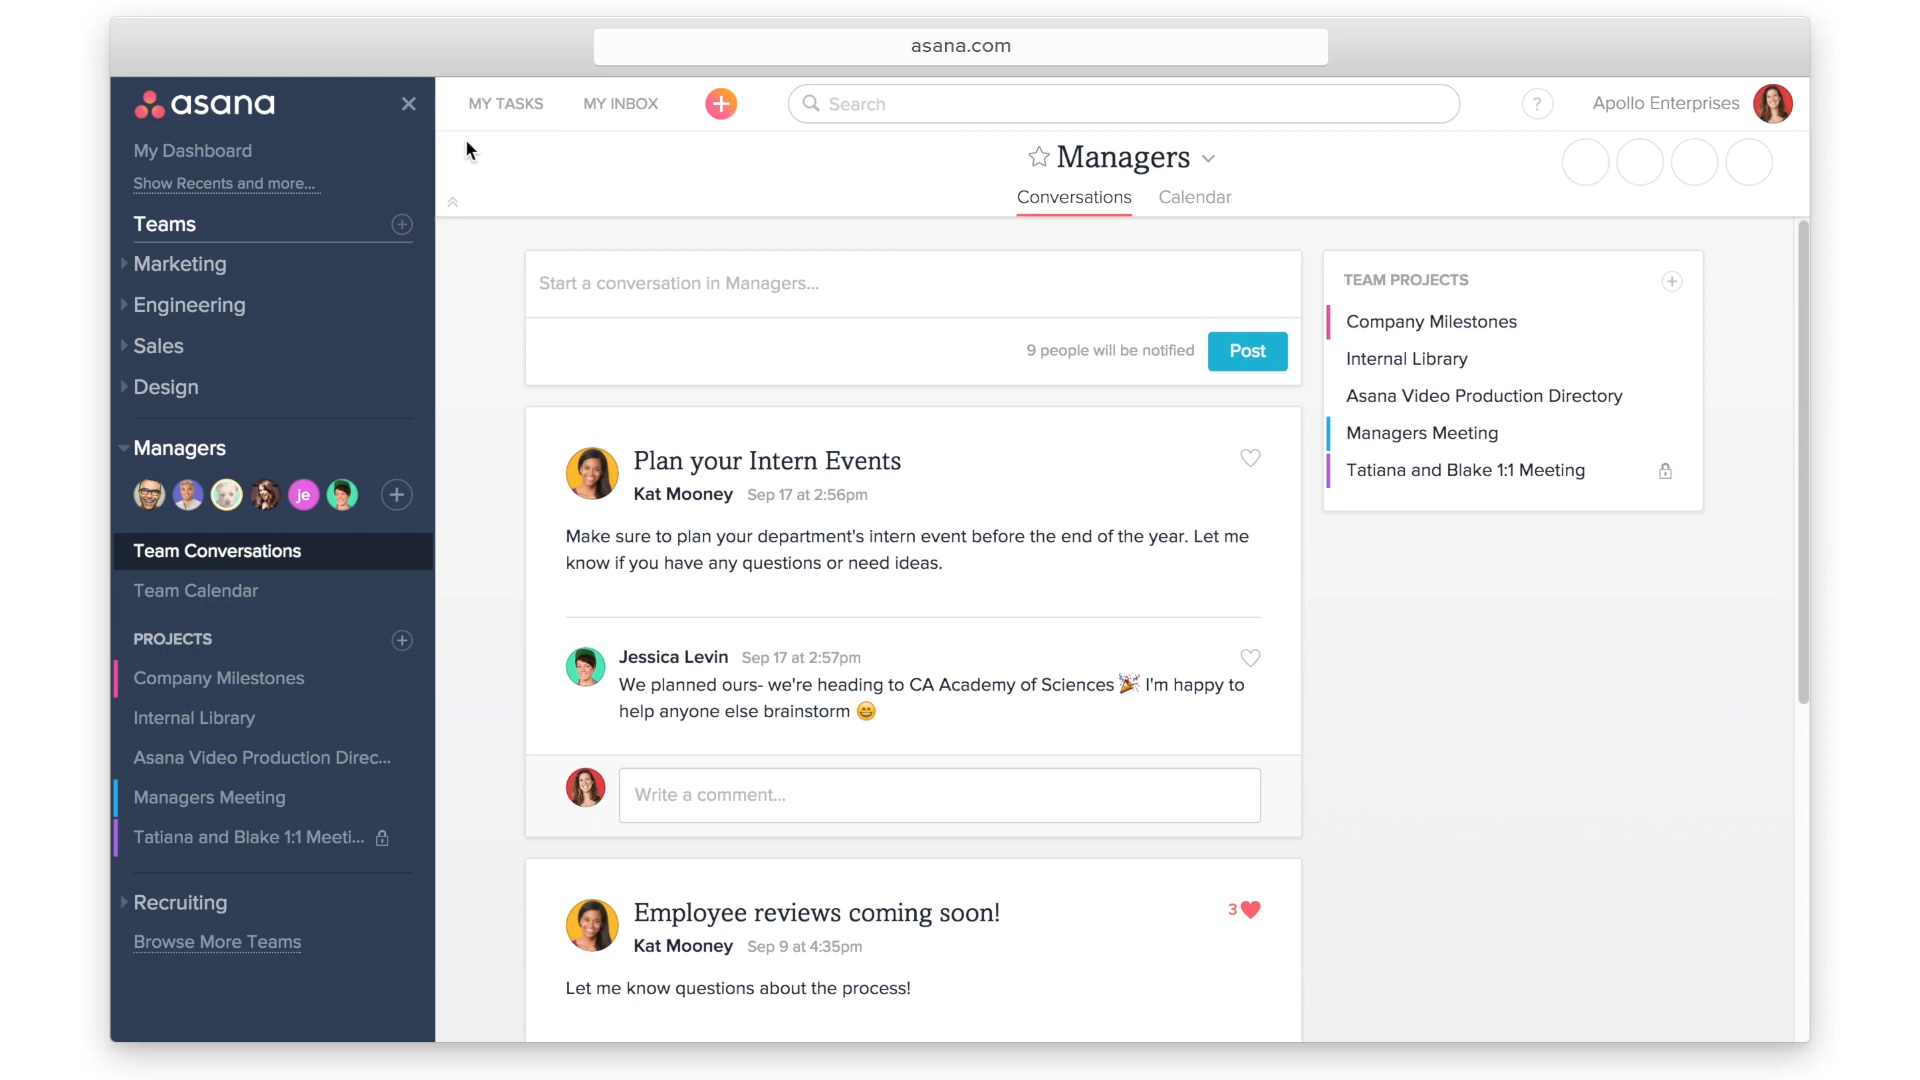 asana.com
asana
MY TASKS
MY INBOX
Search
?
Apollo Enterprises
My Dashboard
Show Recents and more...
Teams
Marketing
Engineering
Sales
Design
Managers
je
Team Conversations
Team Calendar
PROJECTS
Company Milestones
Internal Library
Asana Video Production Direc...
Managers Meeting
Tatiana and Blake 1:1 Meeti...
Recruiting
Browse More Teams
Managers
Conversations
Calendar
Start a conversation in Managers...
9 people will be notified
Post
Plan your Intern Events
Kat Mooney Sep 17 at 2:56pm
Make sure to plan your department's intern event before the end of the year. Let me
know if you have any questions or need ideas.
Jessica Levin Sep 17 at 2:57pm
We planned ours- we're heading to CA Academy of Sciences 🎉 I'm happy to
help anyone else brainstorm 😄
Write a comment...
Employee reviews coming soon!
3
Kat Mooney Sep 9 at 4:35pm
Let me know questions about the process!
TEAM PROJECTS
Company Milestones
Internal Library
Asana Video Production Directory
Managers Meeting
Tatiana and Blake 1:1 Meeting